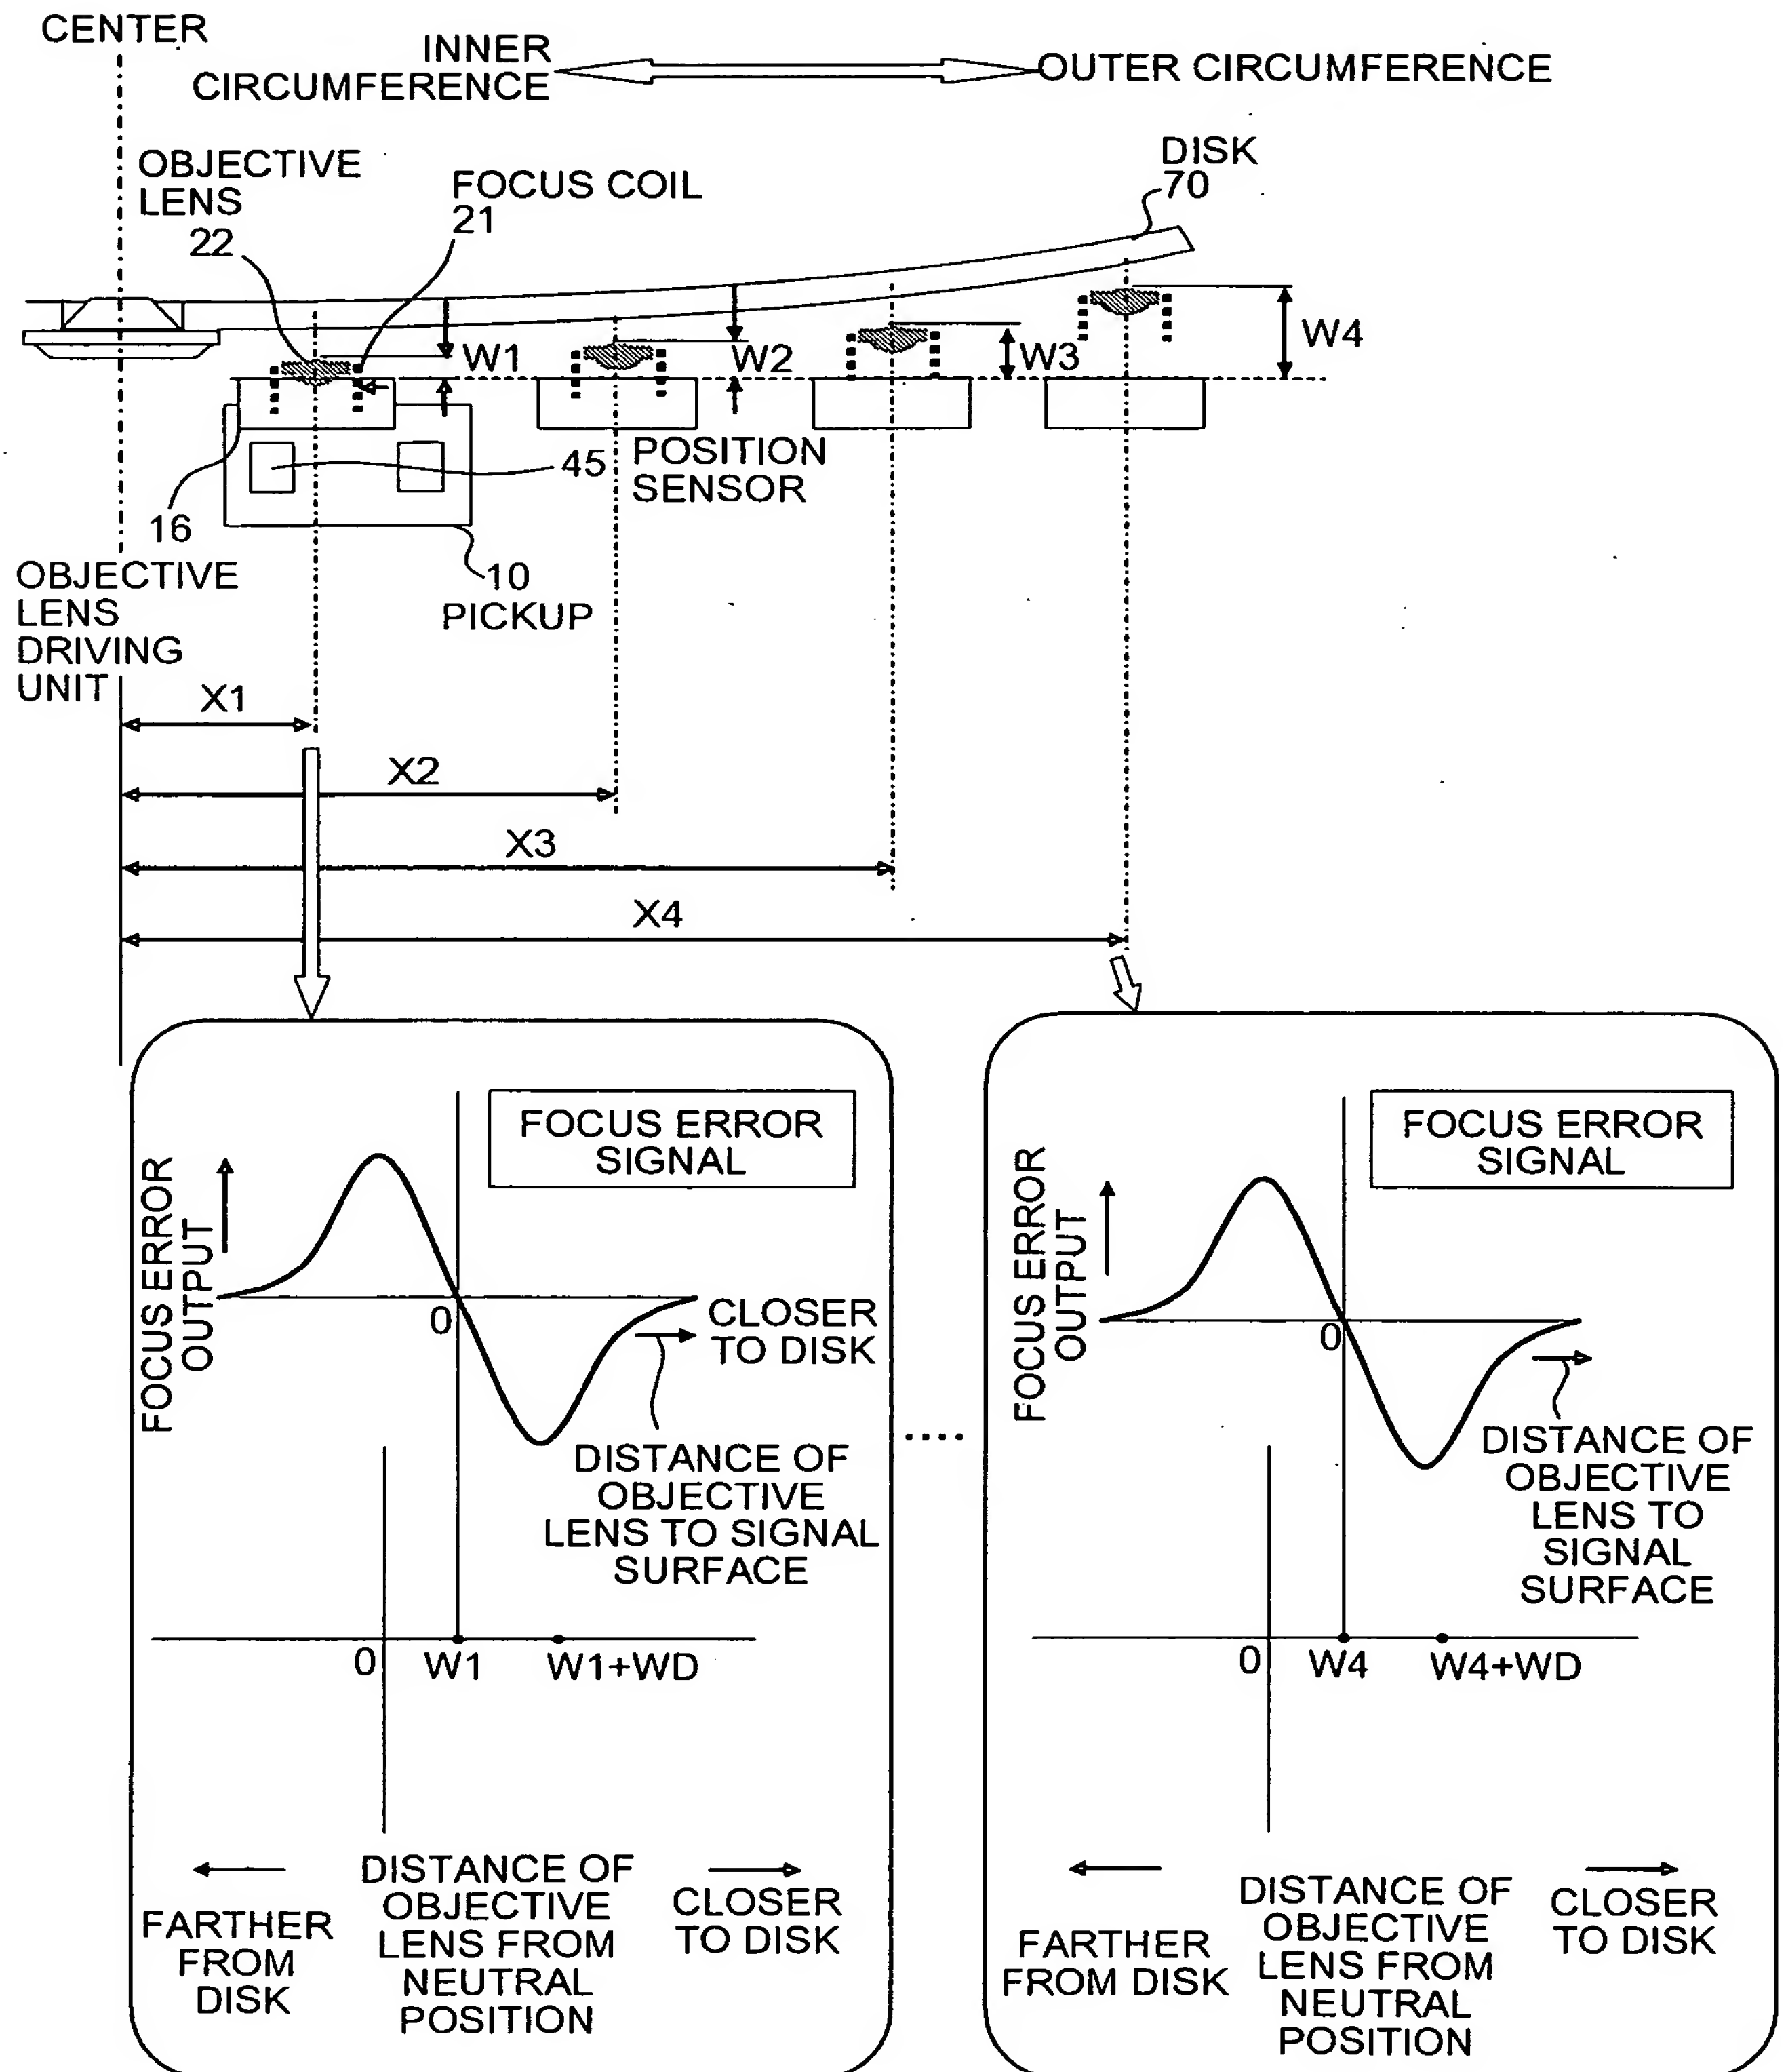 CENTER
INNER
CIRCUMFERENCE
OUTER CIRCUMFERENCE
OBJECTIVE
LENS
22
FOCUS COIL
21
DISK
70
W1
W2
W3
W4
16
45
POSITION
SENSOR
10
PICKUP
OBJECTIVE
LENS
DRIVING
UNIT
X1
X2
X3
X4
FOCUS ERROR
SIGNAL
FOCUS ERROR
OUTPUT
0
CLOSER
TO DISK
DISTANCE OF
OBJECTIVE
LENS TO SIGNAL
SURFACE
0
W1
W1+WD
FARTHER
FROM
DISK
DISTANCE OF
OBJECTIVE
LENS FROM
NEUTRAL
POSITION
CLOSER
TO DISK
....
FOCUS ERROR
SIGNAL
FOCUS ERROR
OUTPUT
0
DISTANCE OF
OBJECTIVE
LENS TO
SIGNAL
SURFACE
0
W4
W4+WD
FARTHER
FROM DISK
DISTANCE OF
OBJECTIVE
LENS FROM
NEUTRAL
POSITION
CLOSER
TO DISK